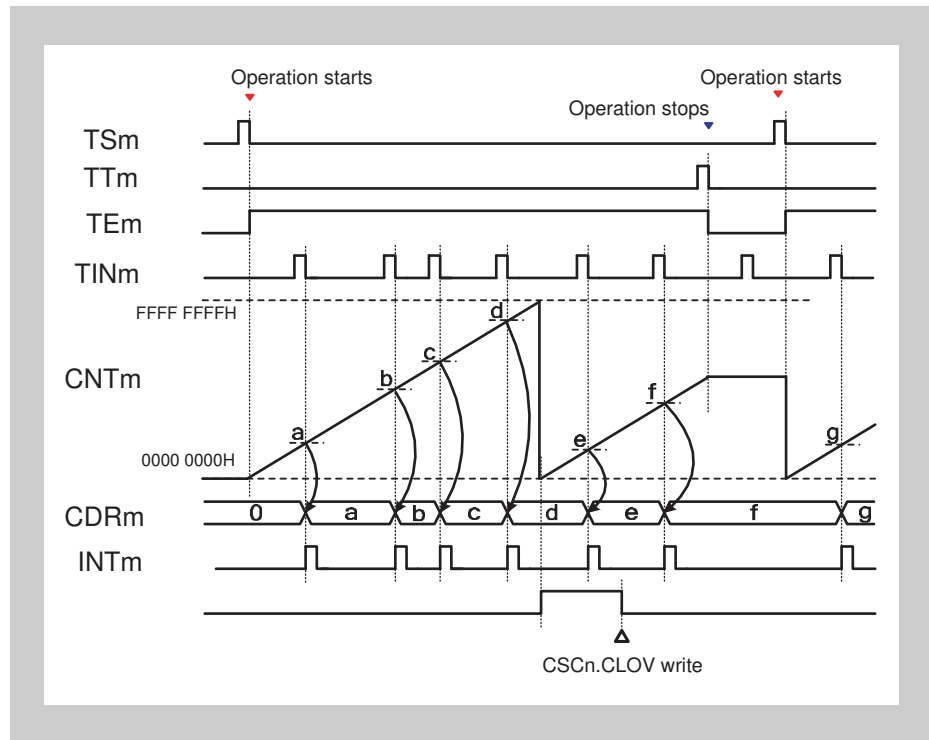 Operation starts
Operation starts
Operation stops
TSm
TTm
TEm
TINm
FFFF FFFFH
d
c
b
CNTm
f
a
e
g
0000 0000H
CDRm
0 a b c d e f g
INTm
CSCn.CLOV write